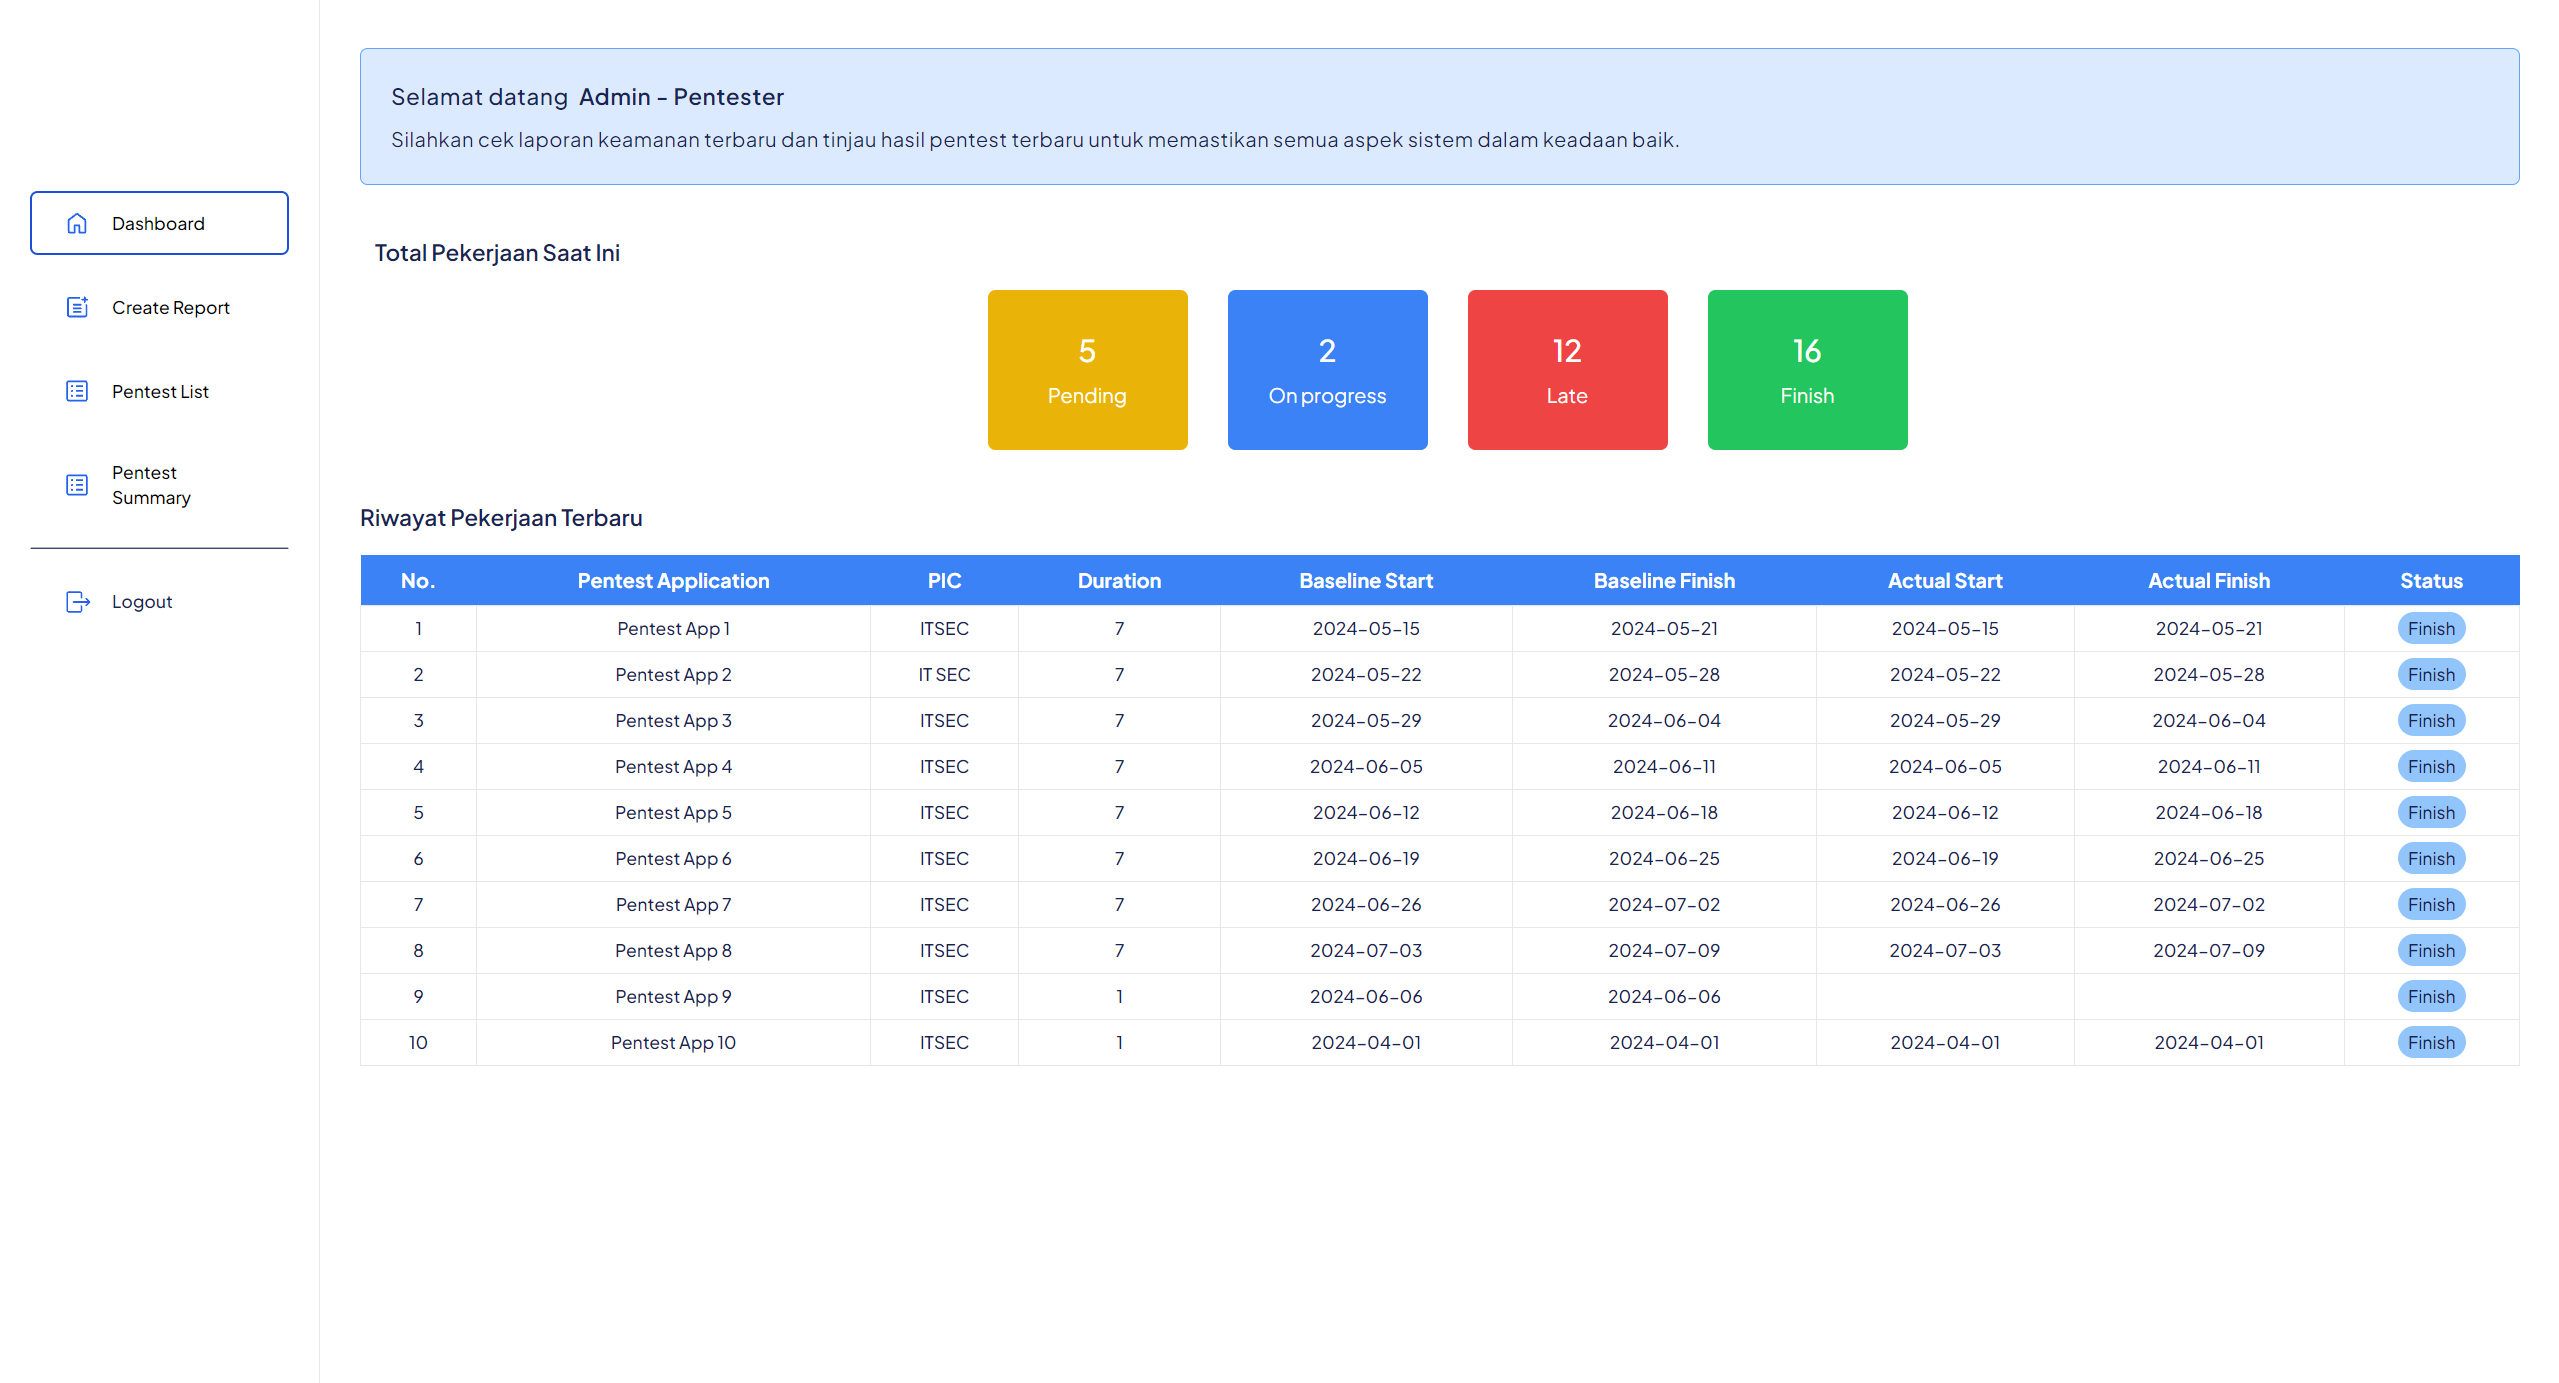 Dashboard
Create Report
Pentest List
Pentest
Summary
Logout
Selamat datang Admin - Pentester
Silahkan cek laporan keamanan terbaru dan tinjau hasil pentest terbaru untuk memastikan semua aspek sistem dalam keadaan baik.
Total Pekerjaan Saat Ini
5
Pending
2
On progress
12
Late
16
Finish
Riwayat Pekerjaan Terbaru
No. Pentest Application PIC Duration Baseline Start Baseline Finish Actual Start Actual Finish Status
1 Pentest App 1 ITSEC 7 2024-05-15 2024-05-21 2024-05-15 2024-05-21 Finish
2 Pentest App 2 IT SEC 7 2024-05-22 2024-05-28 2024-05-22 2024-05-28 Finish
3 Pentest App 3 ITSEC 7 2024-05-29 2024-06-04 2024-05-29 2024-06-04 Finish
4 Pentest App 4 ITSEC 7 2024-06-05 2024-06-11 2024-06-05 2024-06-11 Finish
5 Pentest App 5 ITSEC 7 2024-06-12 2024-06-18 2024-06-12 2024-06-18 Finish
6 Pentest App 6 ITSEC 7 2024-06-19 2024-06-25 2024-06-19 2024-06-25 Finish
7 Pentest App 7 ITSEC 7 2024-06-26 2024-07-02 2024-06-26 2024-07-02 Finish
8 Pentest App 8 ITSEC 7 2024-07-03 2024-07-09 2024-07-03 2024-07-09 Finish
9 Pentest App 9 ITSEC 1 2024-06-06 2024-06-06 Finish
10 Pentest App 10 ITSEC 1 2024-04-01 2024-04-01 2024-04-01 2024-04-01 Finish